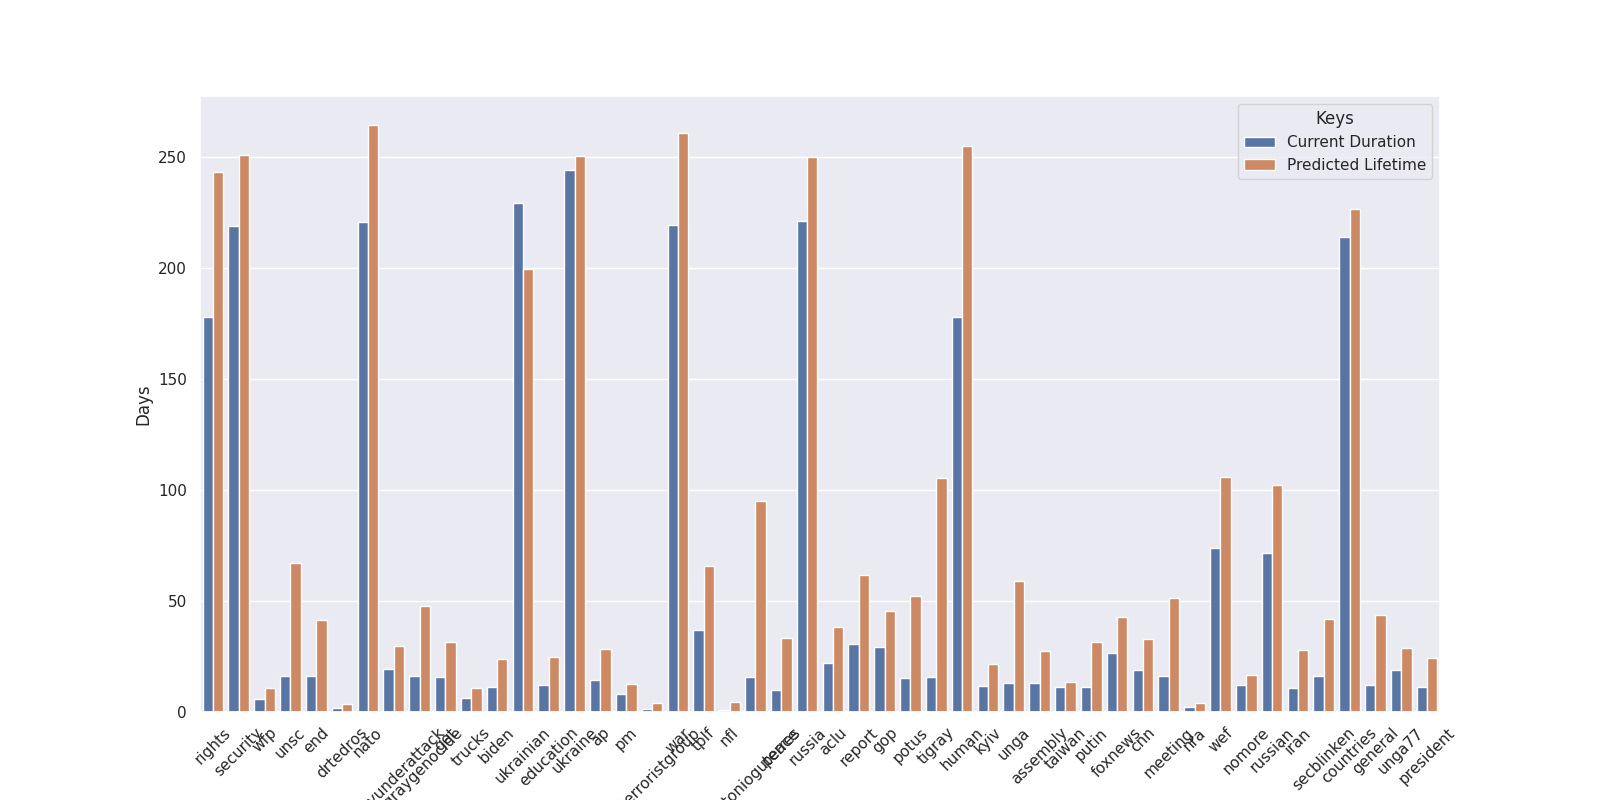 Keys
Current Duration
Predicted Lifetime
Days
250
200
150
100
50
0
rights
security
wfp
unsc
end
drtedros
nato
trucks
biden
ukrainian
education
ukraine
ap
pm
war
tplf
nfl
russia
aclu
report
gop
potus
tigray
human
kyiv
unga
assembly
taiwan
putin
foxnews
cnn
meeting
nra
wef
nomore
russian
iran
secblinken
countries
general
unga77
president